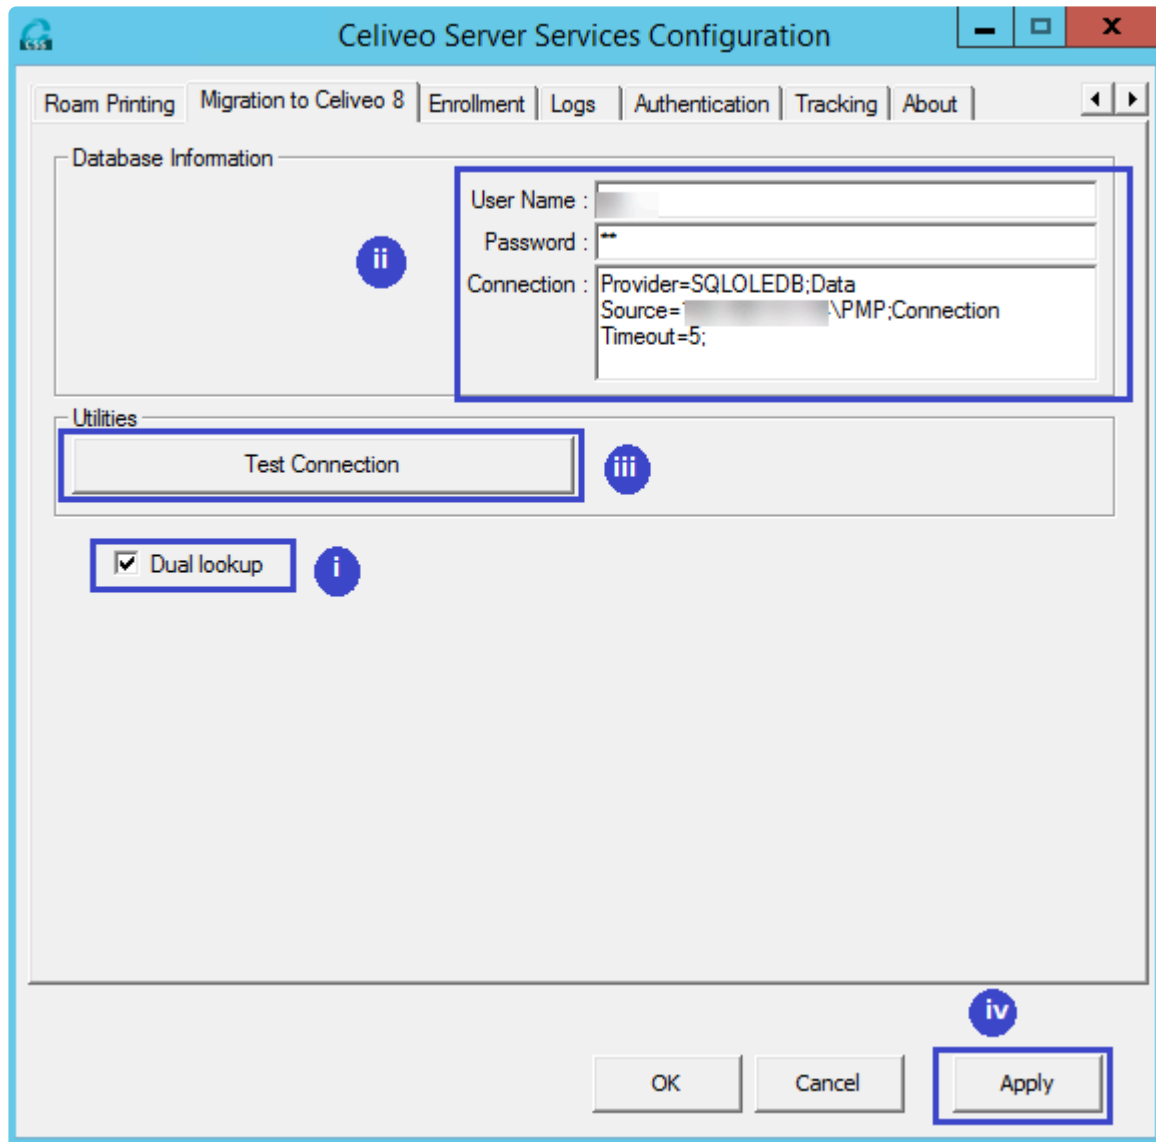 CSS
Celiveo Server Services Configuration
Roam Printing
Migration to Celiveo 8
Enrollment
Logs
Authentication
Tracking
About
Database Information
User Name :
Password : **
ii
Connection : Provider=SQLOLEDB;Data
Source= \PMP;Connection
Timeout=5;
Utilities
Test Connection
iii
Dual lookup
i
iv
OK
Cancel
Apply